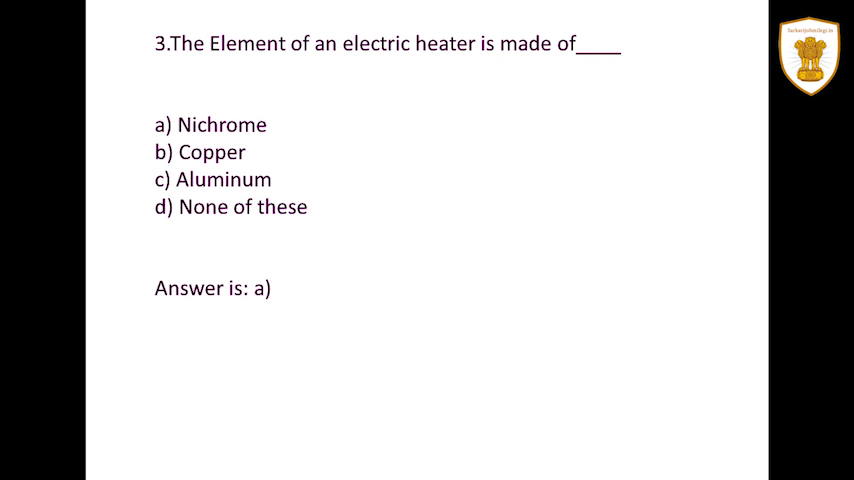 3.The Element of an electric heater is made of____
a) Nichrome
b) Copper
c) Aluminum
d) None of these
Answer is: a)